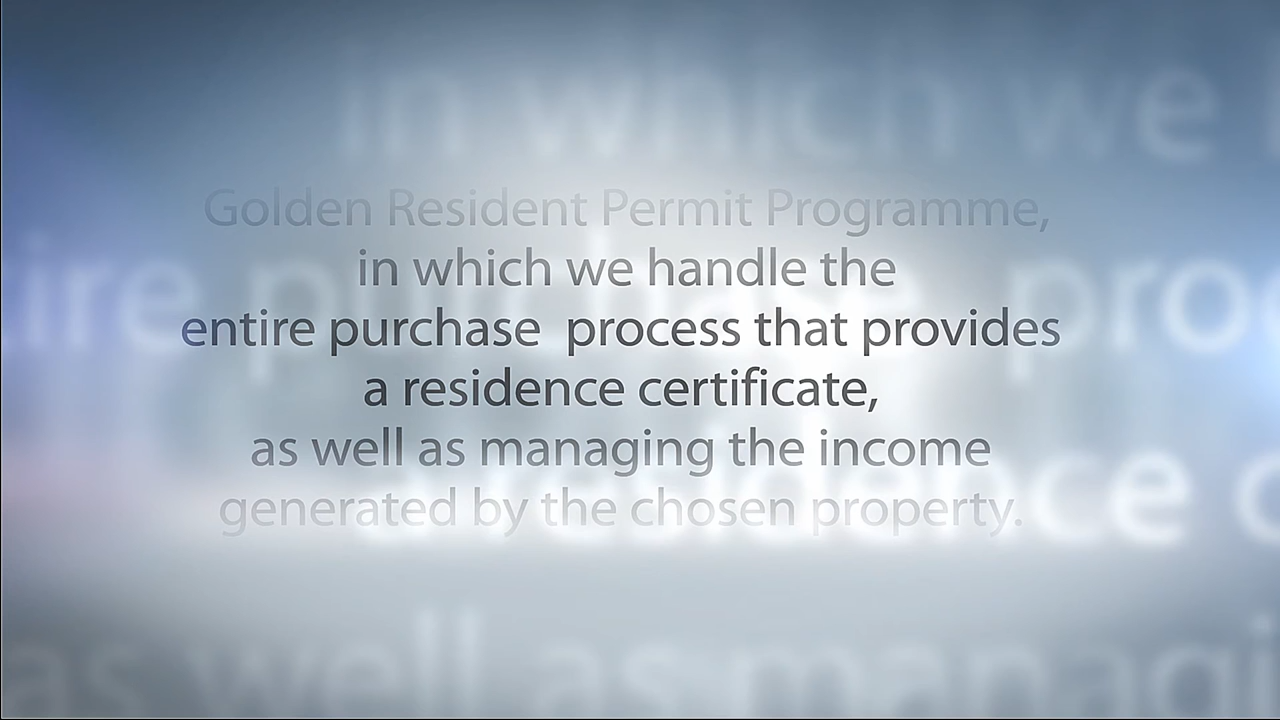 Golden Resident Permit Programme,
in which we handle the
entire purchase  process that provides
a residence certificate,
as well as managing the income
generated by the chosen property.